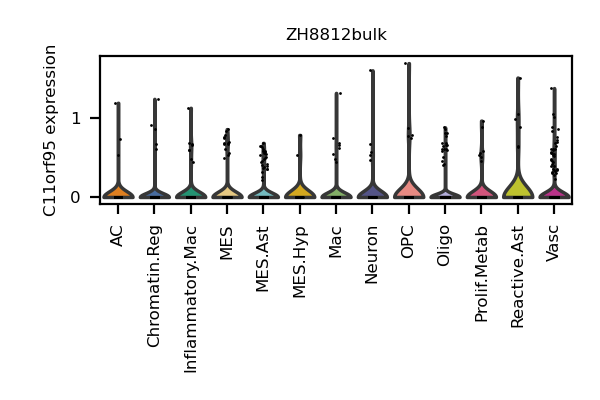 ZH8812bulk
C11orf95 expression
1
0
AC
Chromatin.Reg
Inflammatory.Mac
MES
MES.Ast
MES.Hyp
Mac
Neuron
OPC
Oligo
Prolif.Metab
Reactive.Ast
Vasc